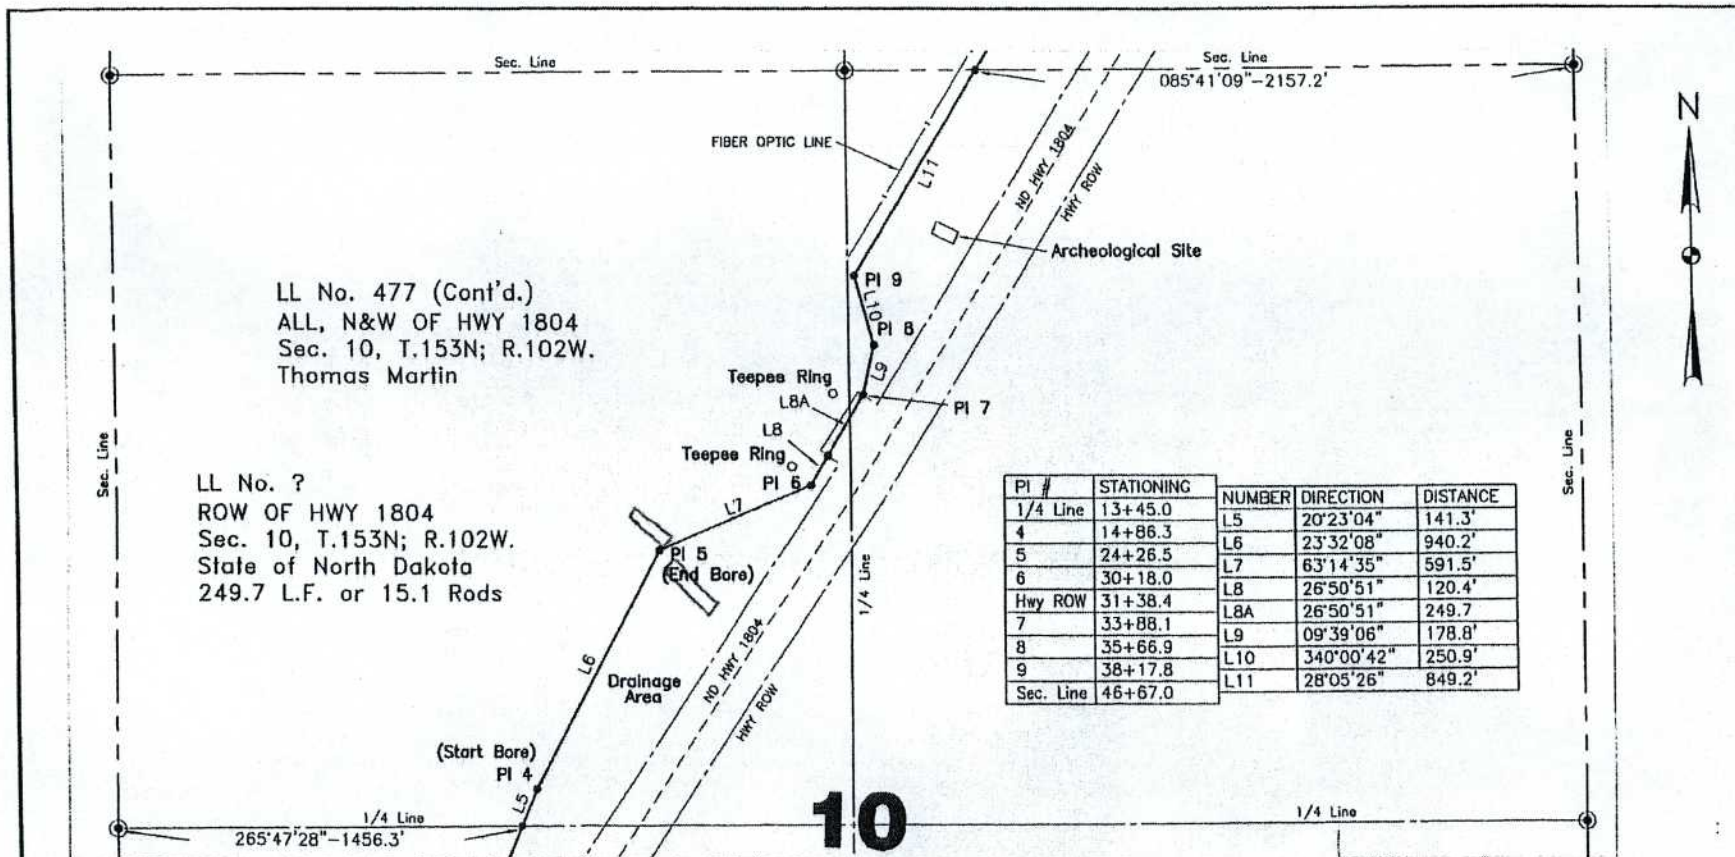 Sec. Line
Sec. Line
085°41'09"-2157.2'
N
FIBER OPTIC LINE
L11
ND HWY 1804
HWY ROW
Archeological Site
PI 9
L10
PI 8
LL No. 477 (Cont'd.)
ALL, N&W OF HWY 1804
Sec. 10, T.153N; R.102W.
Thomas Martin
Teepee Ring
L9
L8A
PI 7
L8
Teepee Ring
PI 6
Sec. Line
Sec. Line
LL No. ?
ROW OF HWY 1804
Sec. 10, T.153N; R.102W.
State of North Dakota
249.7 L.F. or 15.1 Rods
L7
PI 5
(End Bore)
1/4 Line
PI # STATIONING
1/4 Line 13+45.0
4 14+86.3
5 24+26.5
6 30+18.0
Hwy ROW 31+38.4
7 33+88.1
8 35+66.9
9 38+17.8
Sec. Line 46+67.0
NUMBER DIRECTION DISTANCE
L5 20°23'04" 141.3'
L6 23°32'08" 940.2'
L7 63°14'35" 591.5'
L8 26°50'51" 120.4'
L8A 26°50'51" 249.7
L9 09°39'06" 178.8'
L10 340°00'42" 250.9'
L11 28°05'26" 849.2'
L6
Drainage
Area
ND HWY 1804
HWY ROW
(Start Bore)
PI 4
L5
10
1/4 Line
265°47'28"-1456.3'
1/4 Line